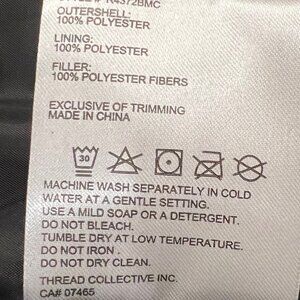 R4372BMC
OUTERSHELL:
100% POLYESTER
LINING:
100% POLYESTER
FILLER:
100% POLYESTER FIBERS
EXCLUSIVE OF TRIMMING
MADE IN CHINA
30
MACHINE WASH SEPARATELY IN COLD
WATER AT A GENTLE SETTING.
USE A MILD SOAP OR A DETERGENT.
DO NOT BLEACH.
TUMBLE DRY AT LOW TEMPERATURE.
DO NOT IRON .
DO NOT DRY CLEAN.
THREAD COLLECTIVE INC.
CA# 07465